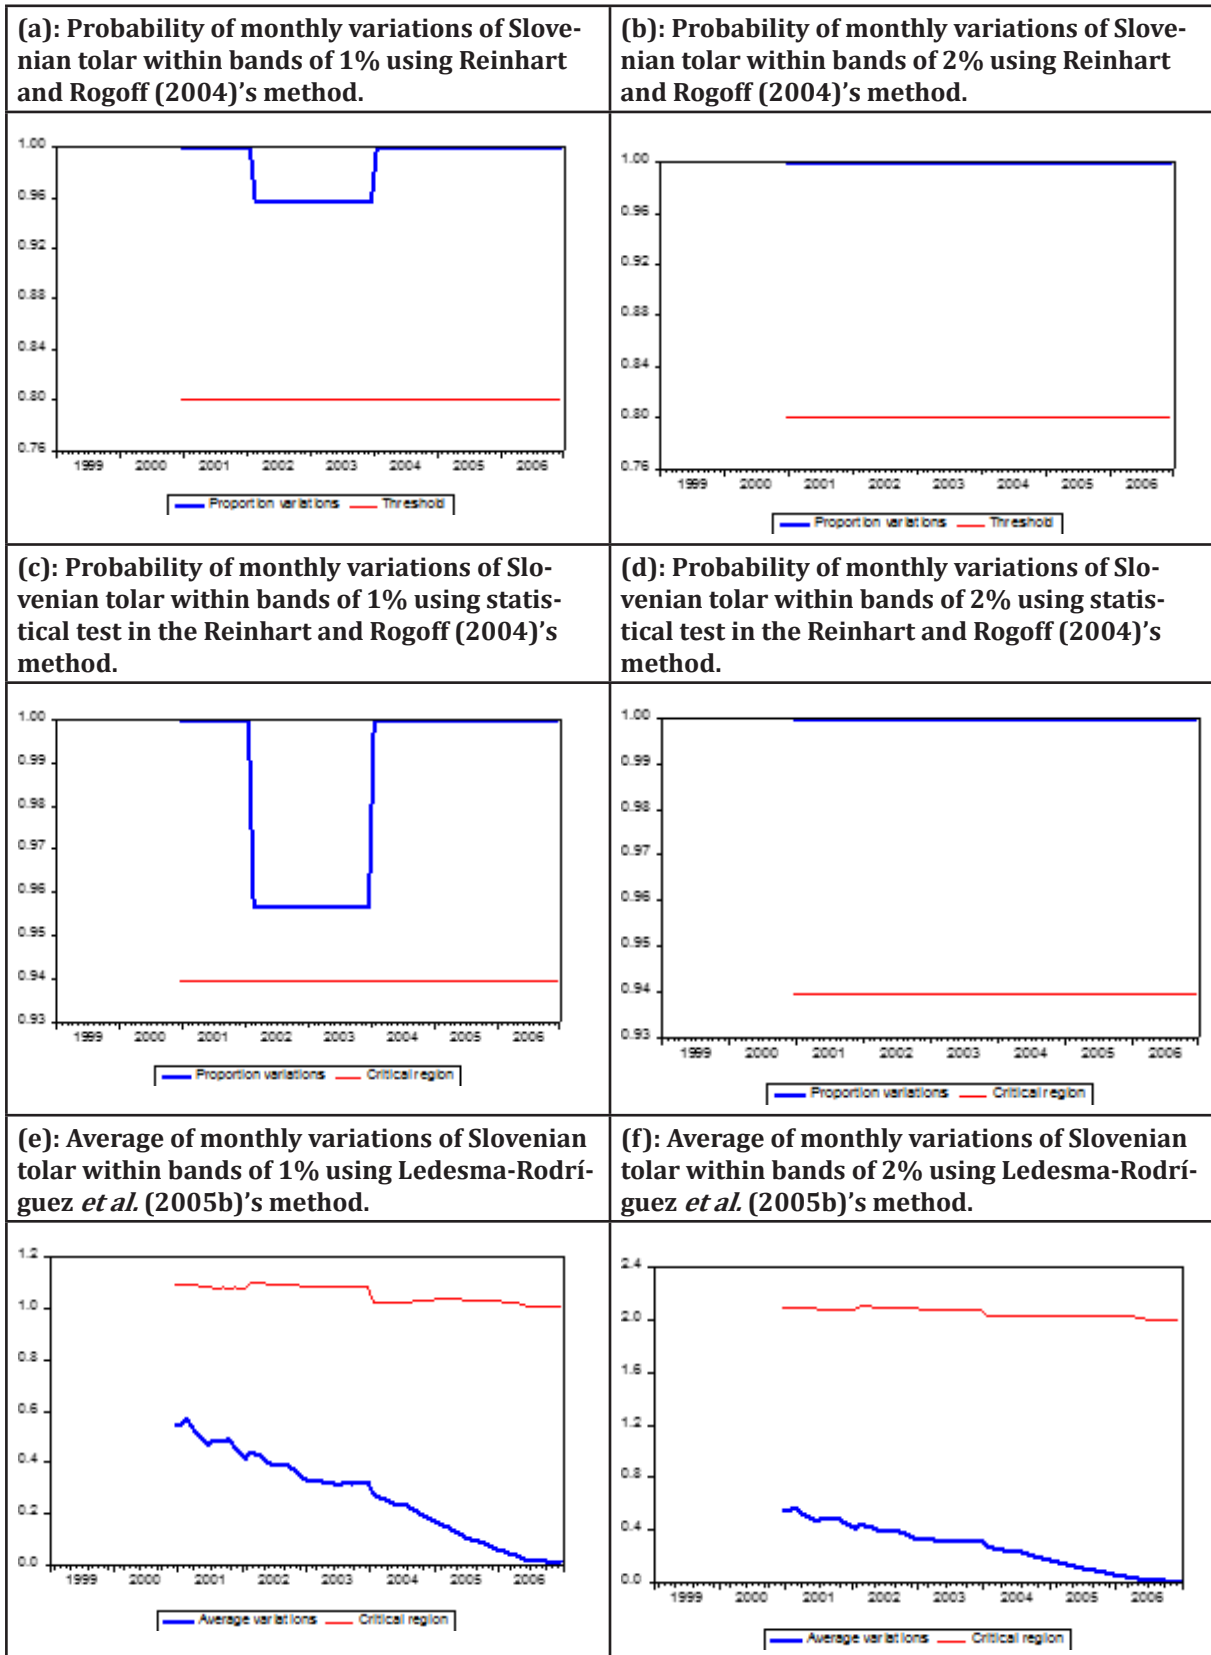 (a): Probability of monthly variations of Slove-
nian tolar within bands of 1% using Reinhart
and Rogoff (2004)'s method.
(b): Probability of monthly variations of Slove-
nian tolar within bands of 2% using Reinhart
and Rogoff (2004)'s method.
1.00
0.96
0.92
0.88
0.84
0.80
0.76
1999 2000 2001 2002 2003 2004 2005 2006
Proportion variations Threshold
1.00
0.96
0.92
0.88
0.84
0.80
0.76
1999 2000 2001 2002 2003 2004 2005 2006
Proportion variations Threshold
(c): Probability of monthly variations of Slo-
venian tolar within bands of 1% using statis-
tical test in the Reinhart and Rogoff (2004)'s
method.
(d): Probability of monthly variations of Slo-
venian tolar within bands of 2% using statis-
tical test in the Reinhart and Rogoff (2004)'s
method.
1.00
0.99
0.98
0.97
0.96
0.95
0.94
0.93
1999 2000 2001 2002 2003 2004 2005 2006
Proportion variations Critical region
1.00
0.99
0.98
0.97
0.96
0.95
0.94
0.93
1999 2000 2001 2002 2003 2004 2005 2006
Proportion variations Critical region
(e): Average of monthly variations of Slovenian
tolar within bands of 1% using Ledesma-Rodrí-
guez et al. (2005b)'s method.
(f): Average of monthly variations of Slovenian
tolar within bands of 2% using Ledesma-Rodrí-
guez et al. (2005b)'s method.
1.2
1.0
0.8
0.6
0.4
0.2
0.0
1999 2000 2001 2002 2003 2004 2005 2006
Average variations Critical region
2.4
2.0
1.6
1.2
0.8
0.4
0.0
1999 2000 2001 2002 2003 2004 2005 2006
Average variations Critical region